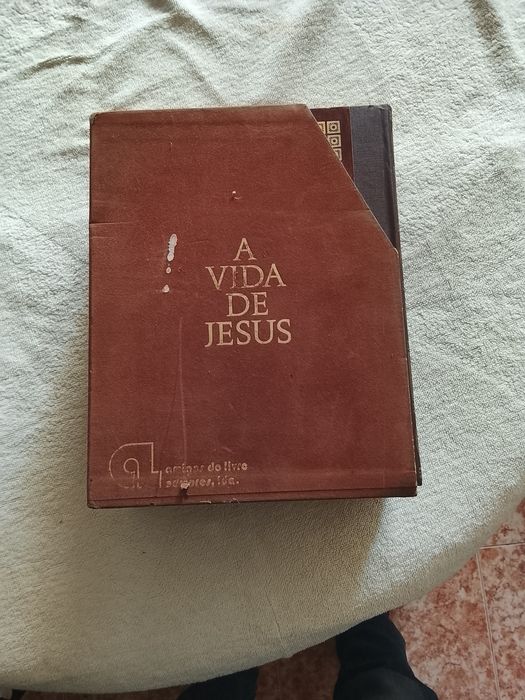 A
VIDA
DE
JESUS
amigos do livro
editores, lda.